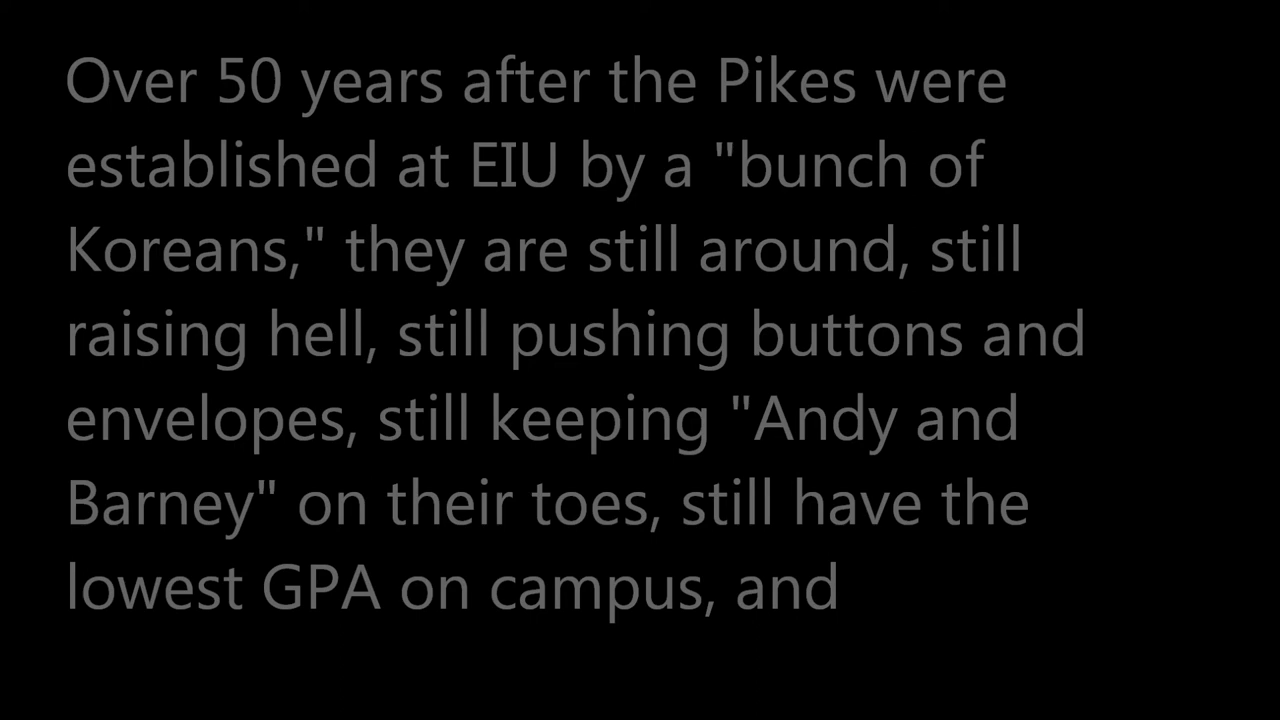 Over 50 years after the Pikes were
established at EIU by a "bunch of
Koreans," they are still around, still
raising hell, still pushing buttons and
envelopes, still keeping "Andy and
Barney" on their toes, still have the
lowest GPA on campus, and